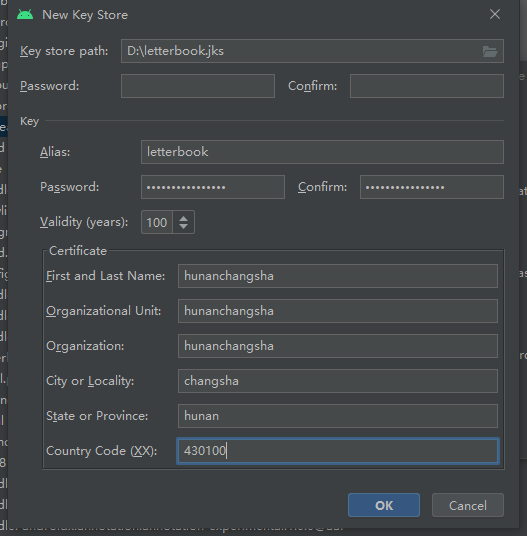 New Key Store
Key store path: D:\letterbook.jks
Password: Confirm:
Key
Alias: letterbook
Password: •••••••••••••••• Confirm: ••••••••••••••••
Validity (years): 100
Certificate
First and Last Name: hunanchangsha
Organizational Unit: hunanchangsha
Organization: hunanchangsha
City or Locality: changsha
State or Province: hunan
Country Code (XX): 430100
OK Cancel